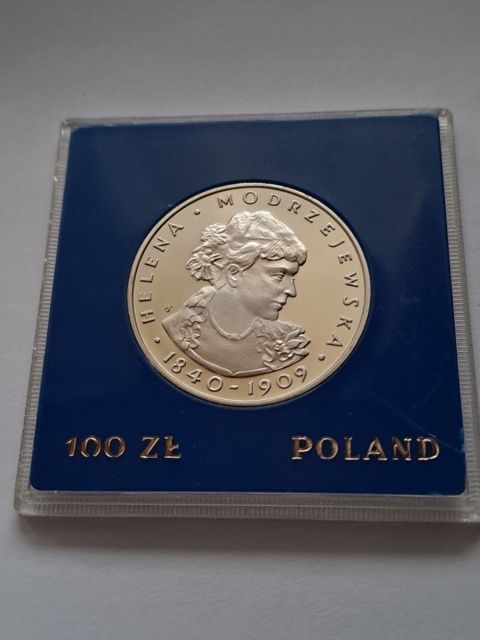 HELENA • MODRZEJEWSKA
• 1840-1909 •
100 ZŁ POLAND